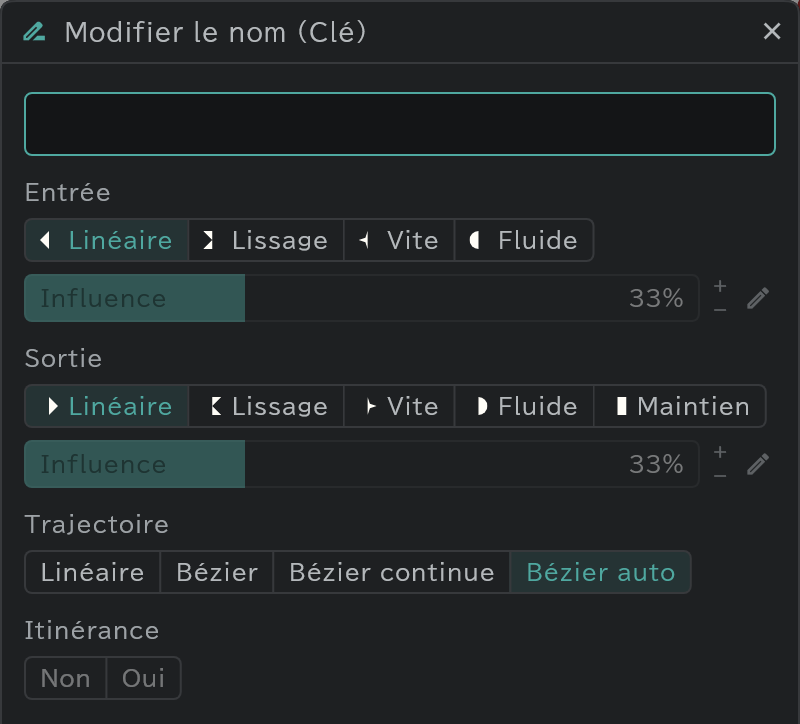 Modifier le nom (Clé)
Entrée
Linéaire Lissage Vite Fluide
Influence 33%
Sortie
Linéaire Lissage Vite Fluide Maintien
Influence 33%
Trajectoire
Linéaire Bézier Bézier continue Bézier auto
Itinérance
Non Oui